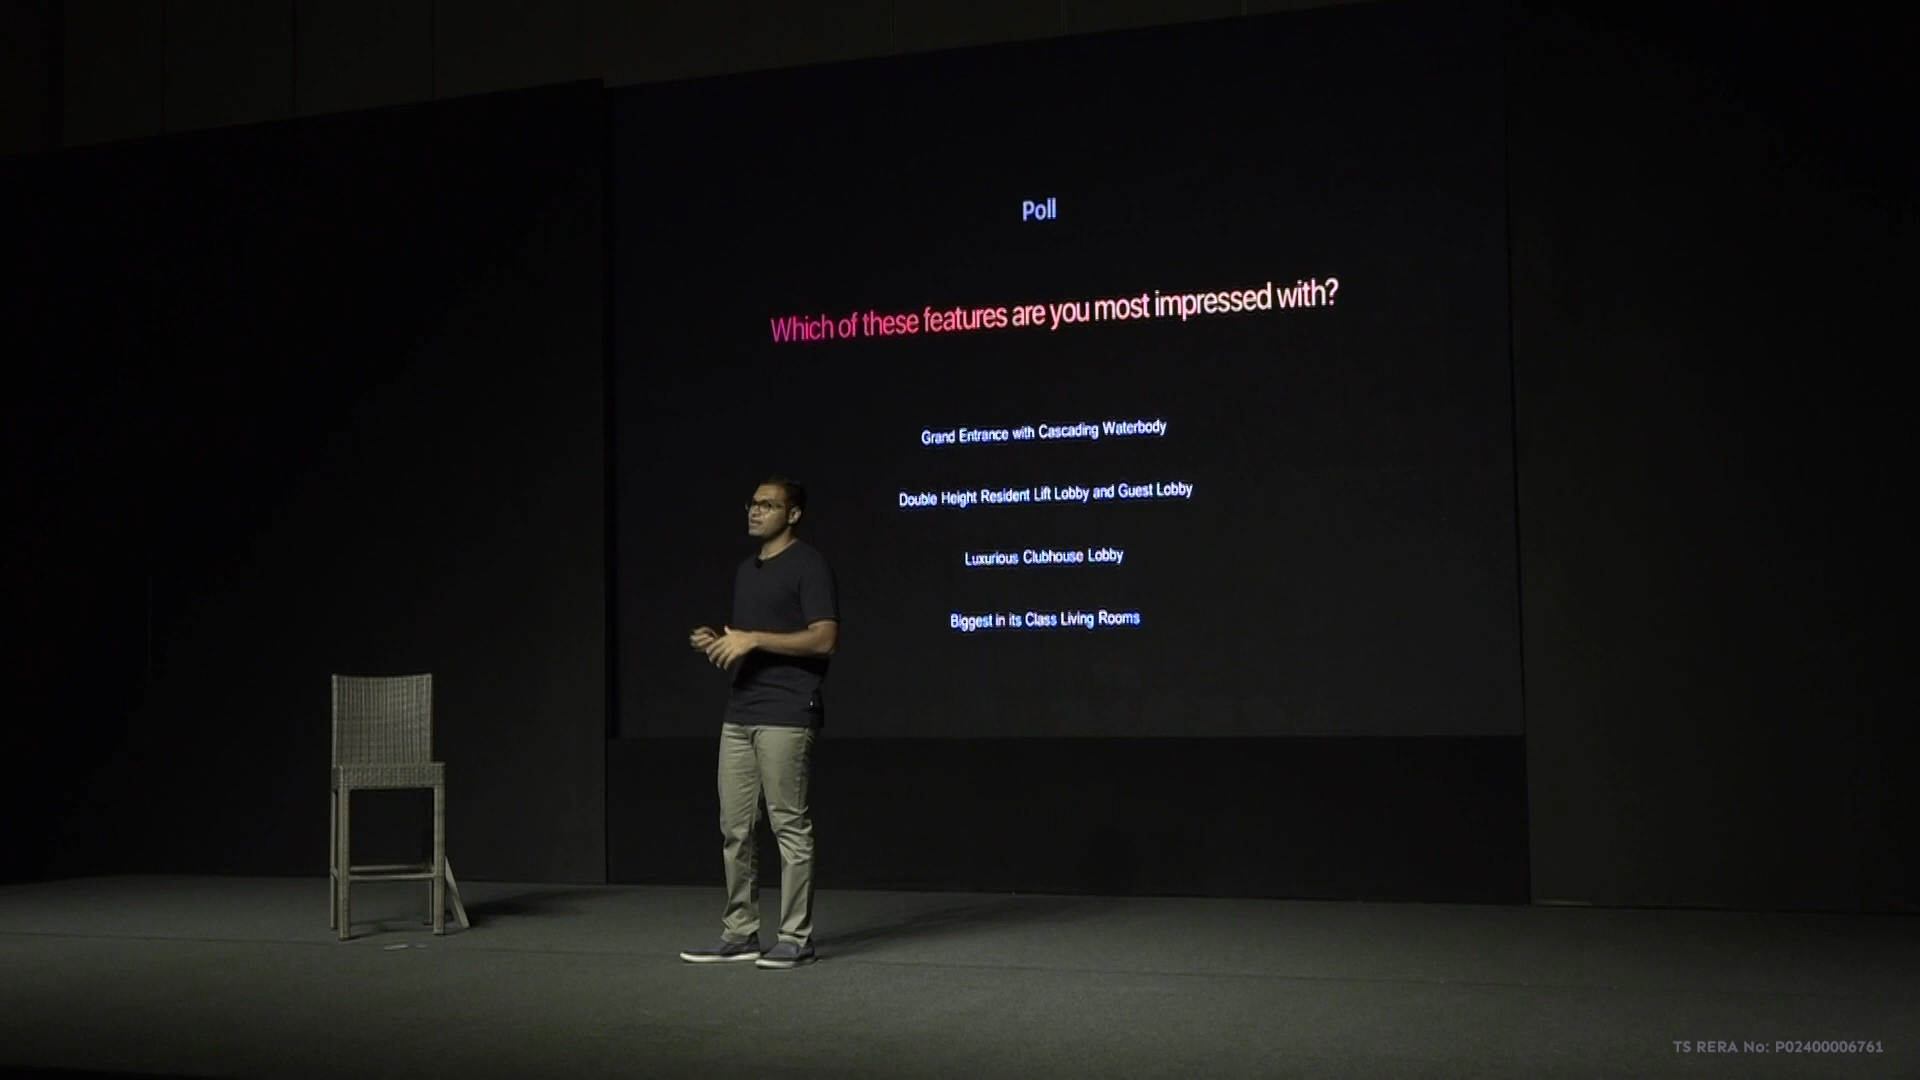 Poll
Which of these features are you most impressed with?
Grand Entrance with Cascading Waterbody
Double Height Resident Lift Lobby and Guest Lobby
Luxurious Clubhouse Lobby
Biggest in its Class Living Rooms
TS RERA No: P02400006761